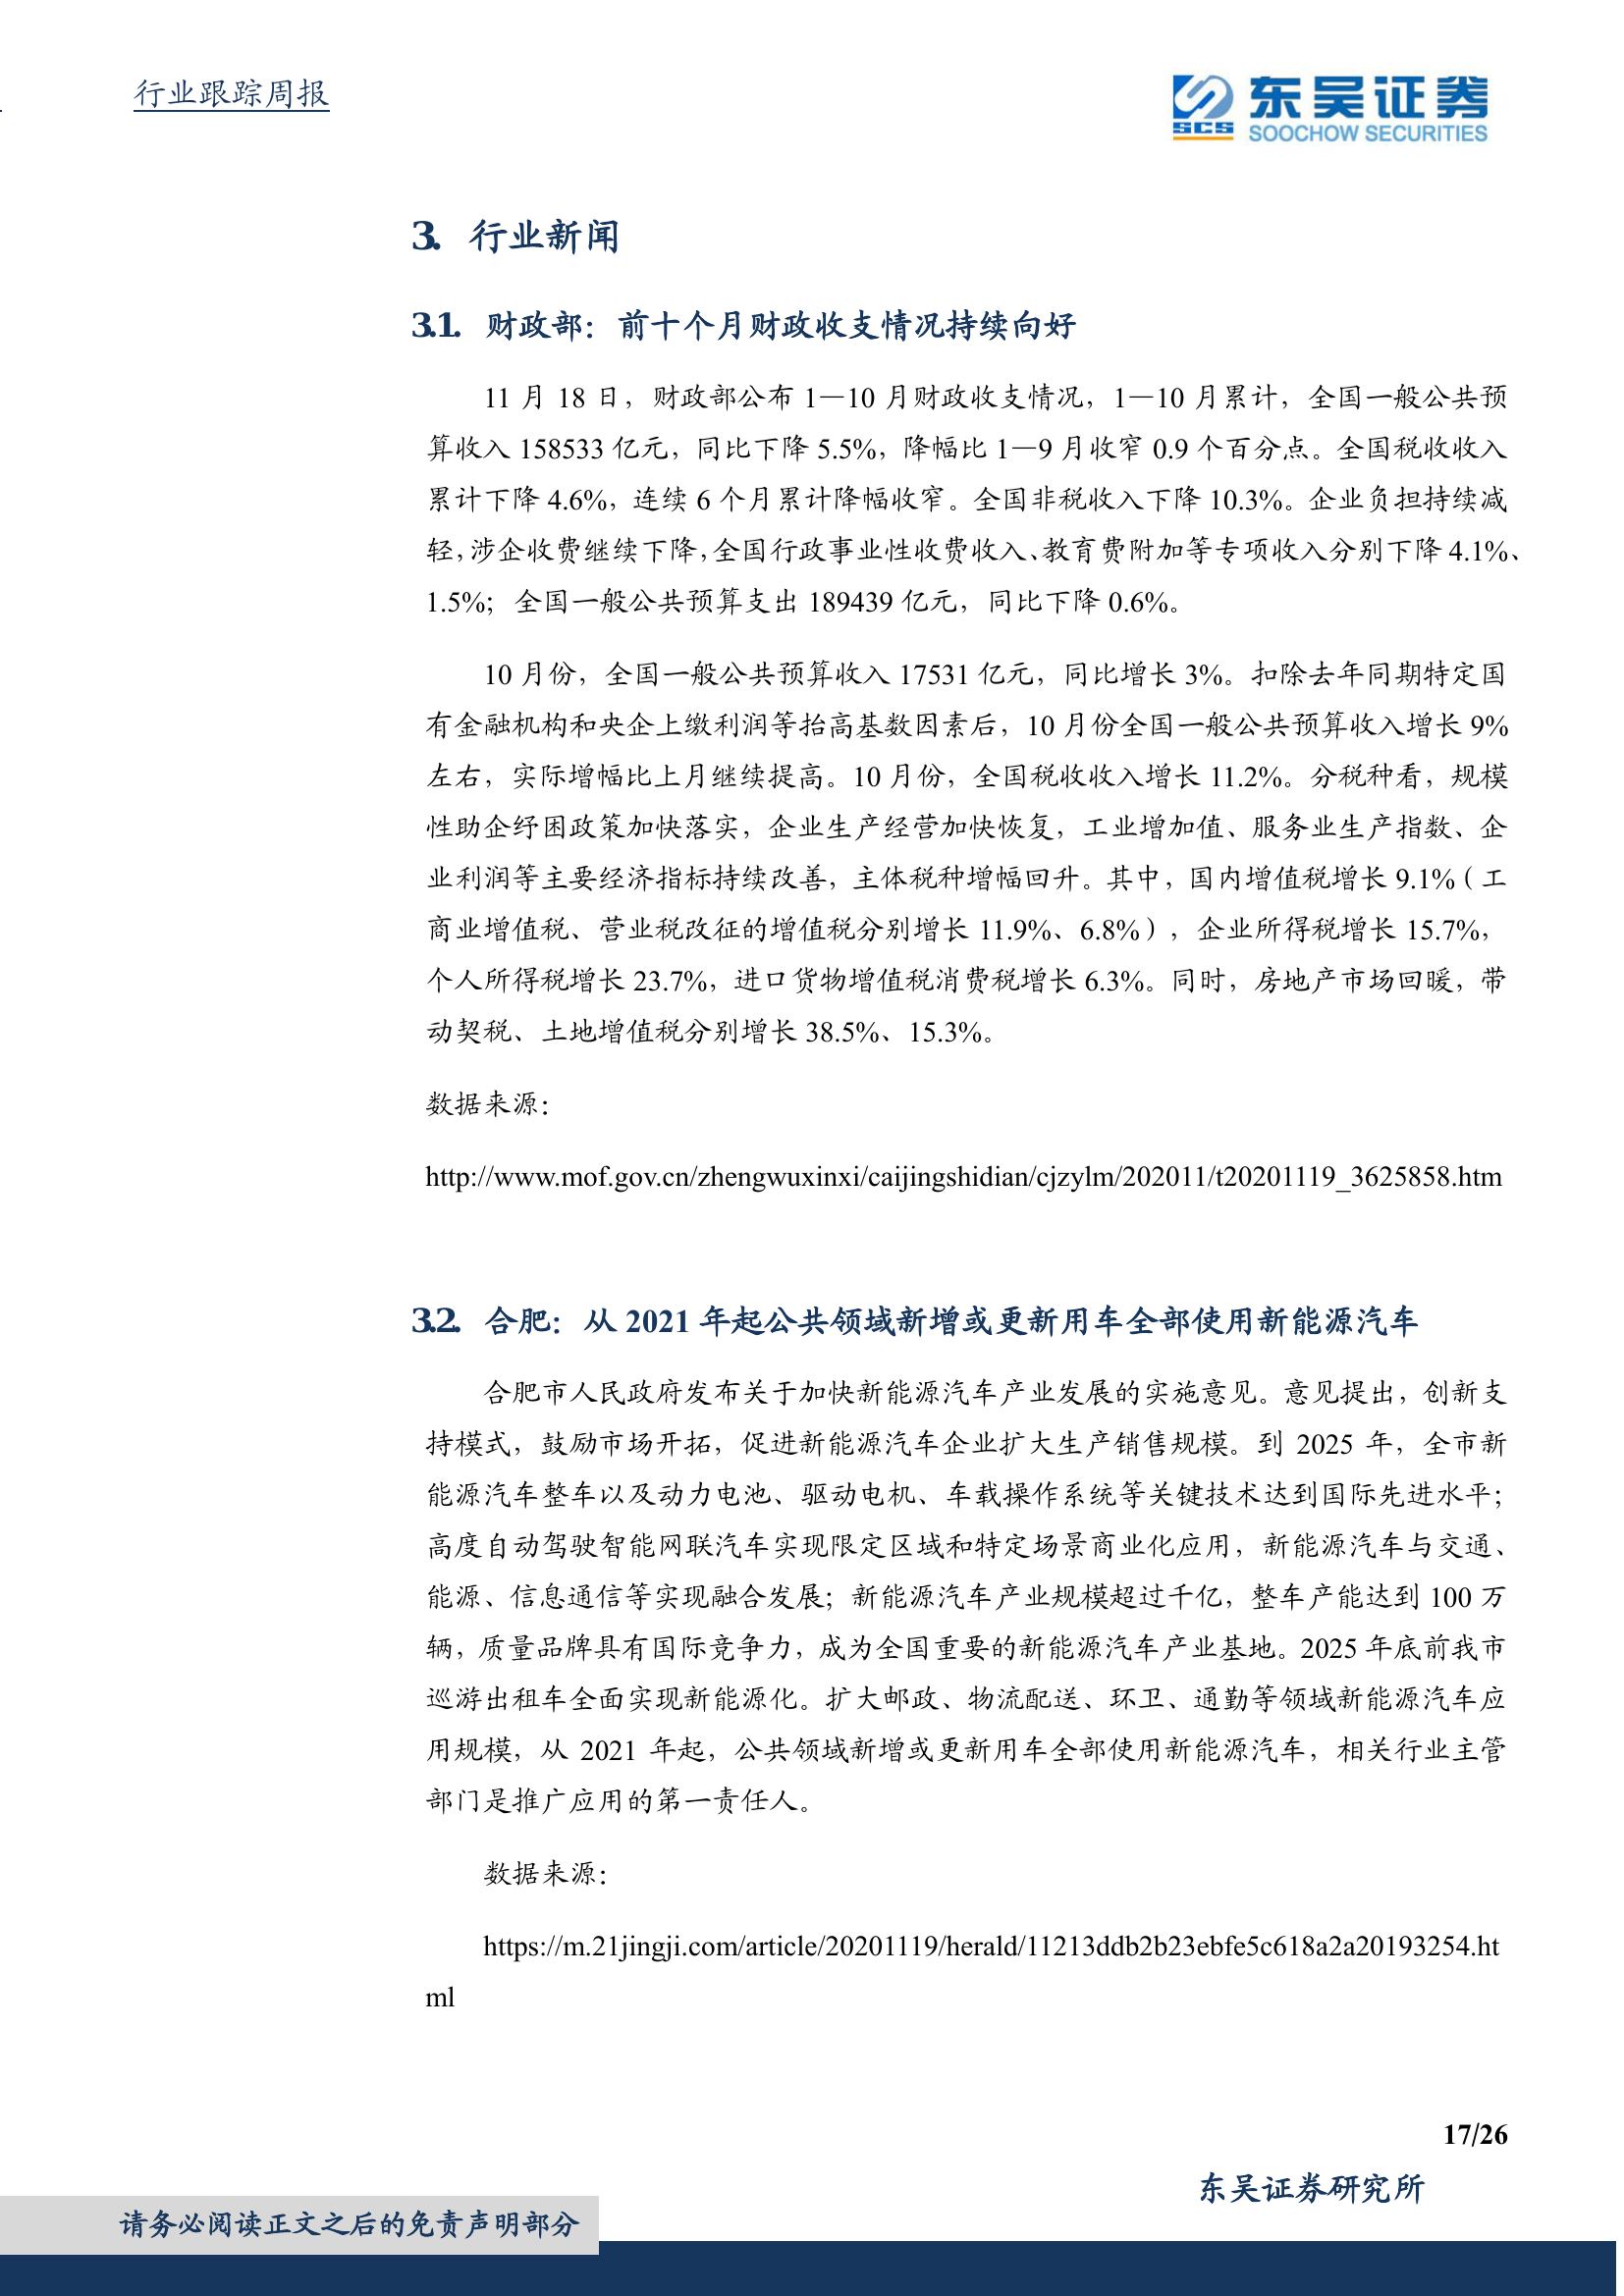 行业跟踪周报
东吴证券
SCS
SOOCHOW SECURITIES
3. 行业新闻
3.1. 财政部：前十个月财政收支情况持续向好
11 月 18 日，财政部公布 1—10 月财政收支情况，1—10 月累计，全国一般公共预
算收入 158533 亿元，同比下降 5.5%，降幅比 1—9 月收窄 0.9 个百分点。全国税收收入
累计下降 4.6%，连续 6 个月累计降幅收窄。全国非税收入下降 10.3%。企业负担持续减
轻，涉企收费继续下降，全国行政事业性收费收入、教育费附加等专项收入分别下降 4.1%、
1.5%；全国一般公共预算支出 189439 亿元，同比下降 0.6%。
10 月份，全国一般公共预算收入 17531 亿元，同比增长 3%。扣除去年同期特定国
有金融机构和央企上缴利润等抬高基数因素后，10 月份全国一般公共预算收入增长 9%
左右，实际增幅比上月继续提高。10 月份，全国税收收入增长 11.2%。分税种看，规模
性助企纾困政策加快落实，企业生产经营加快恢复，工业增加值、服务业生产指数、企
业利润等主要经济指标持续改善，主体税种增幅回升。其中，国内增值税增长 9.1%（工
商业增值税、营业税改征的增值税分别增长 11.9%、6.8%），企业所得税增长 15.7%，
个人所得税增长 23.7%，进口货物增值税消费税增长 6.3%。同时，房地产市场回暖，带
动契税、土地增值税分别增长 38.5%、15.3%。
数据来源：
http://www.mof.gov.cn/zhengwuxinxi/caijingshidian/cjzylm/202011/t20201119_3625858.htm
3.2. 合肥：从 2021 年起公共领域新增或更新用车全部使用新能源汽车
合肥市人民政府发布关于加快新能源汽车产业发展的实施意见。意见提出，创新支
持模式，鼓励市场开拓，促进新能源汽车企业扩大生产销售规模。到 2025 年，全市新
能源汽车整车以及动力电池、驱动电机、车载操作系统等关键技术达到国际先进水平；
高度自动驾驶智能网联汽车实现限定区域和特定场景商业化应用，新能源汽车与交通、
能源、信息通信等实现融合发展；新能源汽车产业规模超过千亿，整车产能达到 100 万
辆，质量品牌具有国际竞争力，成为全国重要的新能源汽车产业基地。2025 年底前我市
巡游出租车全面实现新能源化。扩大邮政、物流配送、环卫、通勤等领域新能源汽车应
用规模，从 2021 年起，公共领域新增或更新用车全部使用新能源汽车，相关行业主管
部门是推广应用的第一责任人。
数据来源：
https://m.21jingji.com/article/20201119/herald/11213ddb2b23ebfe5c618a2a20193254.ht
ml
17/26
东吴证券研究所
请务必阅读正文之后的免责声明部分